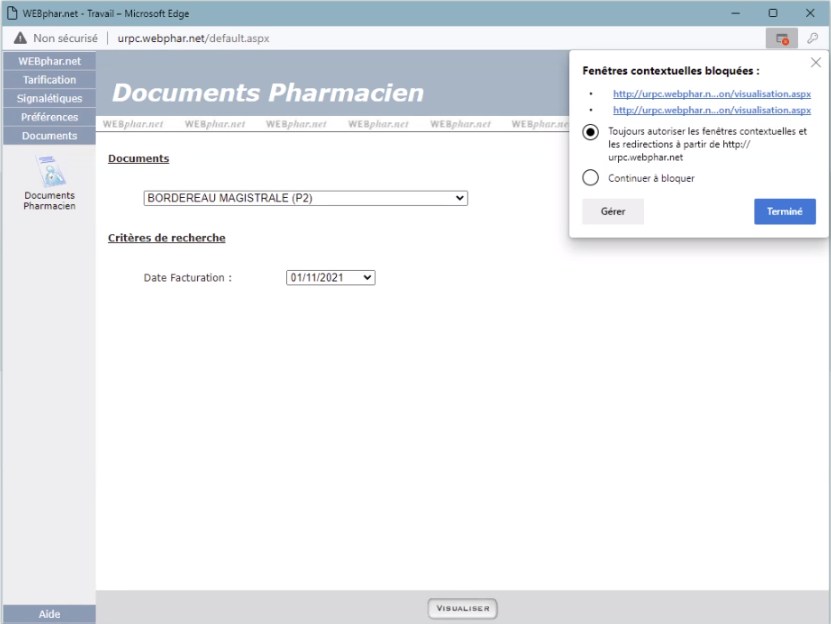 WEBphar.net - Travail – Microsoft Edge
Non sécurisé | urpc.webphar.net/default.aspx
WEBphar.net
Tarification
Signalétiques
Préférences
Documents
Documents
Pharmacien
Aide
Documents Pharmacien
WEBphar.net WEBphar.net WEBphar.net WEBphar.net WEBphar.net WEBphar.ne
Documents
BORDEREAU MAGISTRALE (P2)
Critères de recherche
Date Facturation :
01/11/2021
VISUALISER
Fenêtres contextuelles bloquées :
• http://urpc.webphar.n...on/visualisation.aspx
• http://urpc.webphar.n...on/visualisation.aspx
Toujours autoriser les fenêtres contextuelles et
les redirections à partir de http://
urpc.webphar.net
Continuer à bloquer
Gérer
Terminé